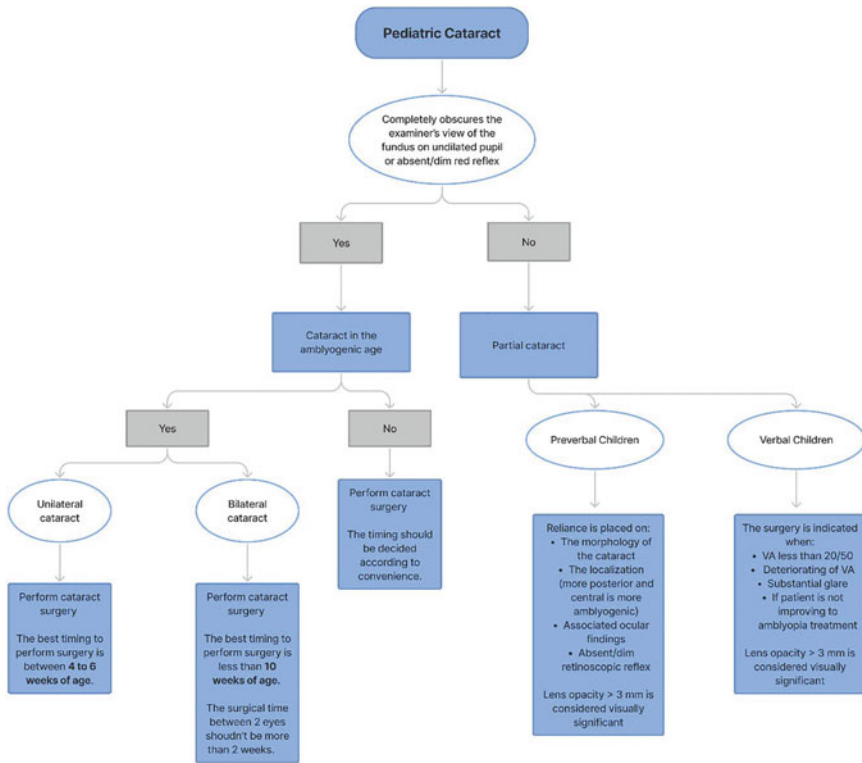 Pediatric Cataract
Completely obscures the
examiner's view of the
fundus on undilated pupil
or absent/dim red reflex
Yes
No
Cataract in the
amblyogenic age
Partial cataract
Yes
No
Preverbal Children
Verbal Children
Unilateral
cataract
Bilateral
cataract
Perform cataract
surgery
The timing should
be decided
according to
convenience.
Reliance is placed on:
• The morphology of
the cataract
• The localization
(more posterior and
central is more
amblyogenic)
• Associated ocular
findings
• Absent/dim
retinoscopic reflex
Lens opacity > 3 mm is
considered visually
significant
The surgery is indicated
when:
• VA less than 20/50
• Deteriorating of VA
• Substantial glare
• If patient is not
improving to
amblyopia treatment
Lens opacity > 3 mm is
considered visually
significant
Perform cataract
surgery
The best timing to
perform surgery is
between 4 to 6
weeks of age.
Perform cataract
surgery
The best timing to
perform surgery is
less than 10
weeks of age.
The surgical time
between 2 eyes
shoudn't be more
than 2 weeks.